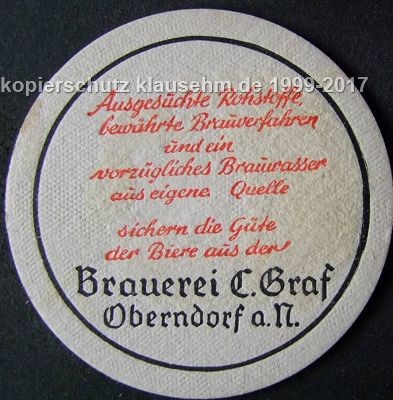 kopierschutz klausehm.de 1999-2017
Ausgesuchte Rohstoffe,
bewährte Brauverfahren
und ein
vorzügliches Brauwasser
aus eigene Quelle
sichern die Güte
der Biere aus der
Brauerei C. Graf
Oberndorf a.N.